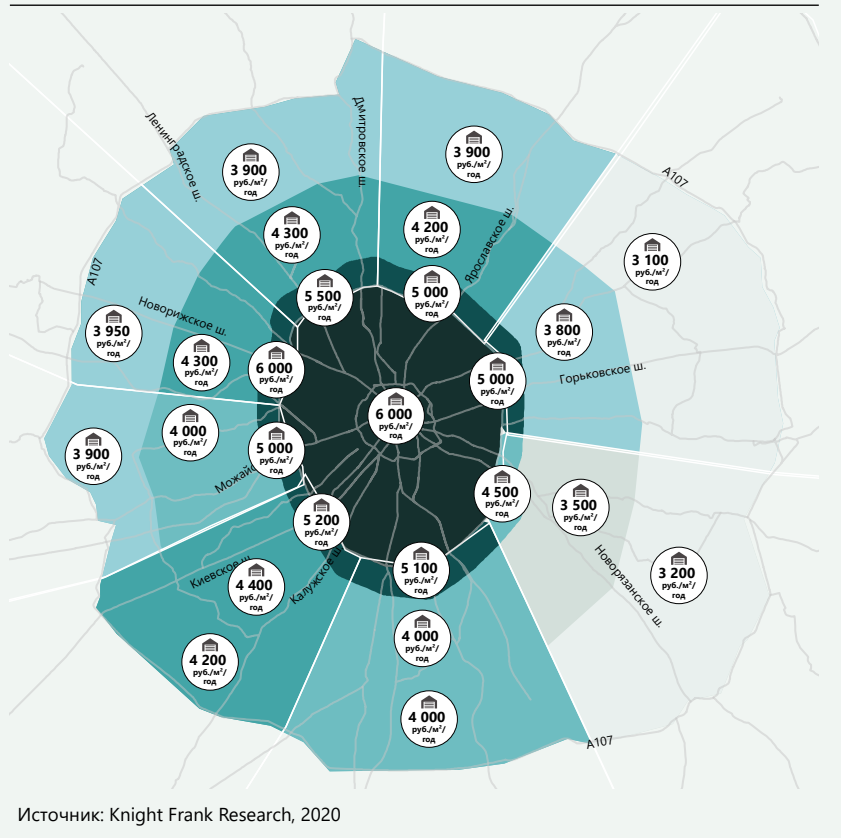 Дмитровское ш.
Ленинградское ш.
3 900
руб./м²/
год
3 900
руб./м²/
год
А107
4 300
руб./м²/
год
4 200
руб./м²/
год
Ярославское ш.
3 100
руб./м²/
год
А107
5 500
руб./м²/
год
5 000
руб./м²/
год
Новорижское ш.
3 950
руб./м²/
год
3 800
руб./м²/
год
4 300
руб./м²/
год
6 000
руб./м²/
год
5 000
руб./м²/
год
Горьковское ш.
6 000
руб./м²/
год
4 000
руб./м²/
год
3 900
руб./м²/
год
5 000
руб./м²/
год
Можайс
4 500
руб./м²/
год
3 500
руб./м²/
год
5 200
руб./м²/
год
Киевское ш.
Калужское ш.
4 400
руб./м²/
год
5 100
руб./м²/
год
Новорязанское ш.
3 200
руб./м²/
год
4 000
руб./м²/
год
4 200
руб./м²/
год
4 000
руб./м²/
год
А107
Источник: Knight Frank Research, 2020